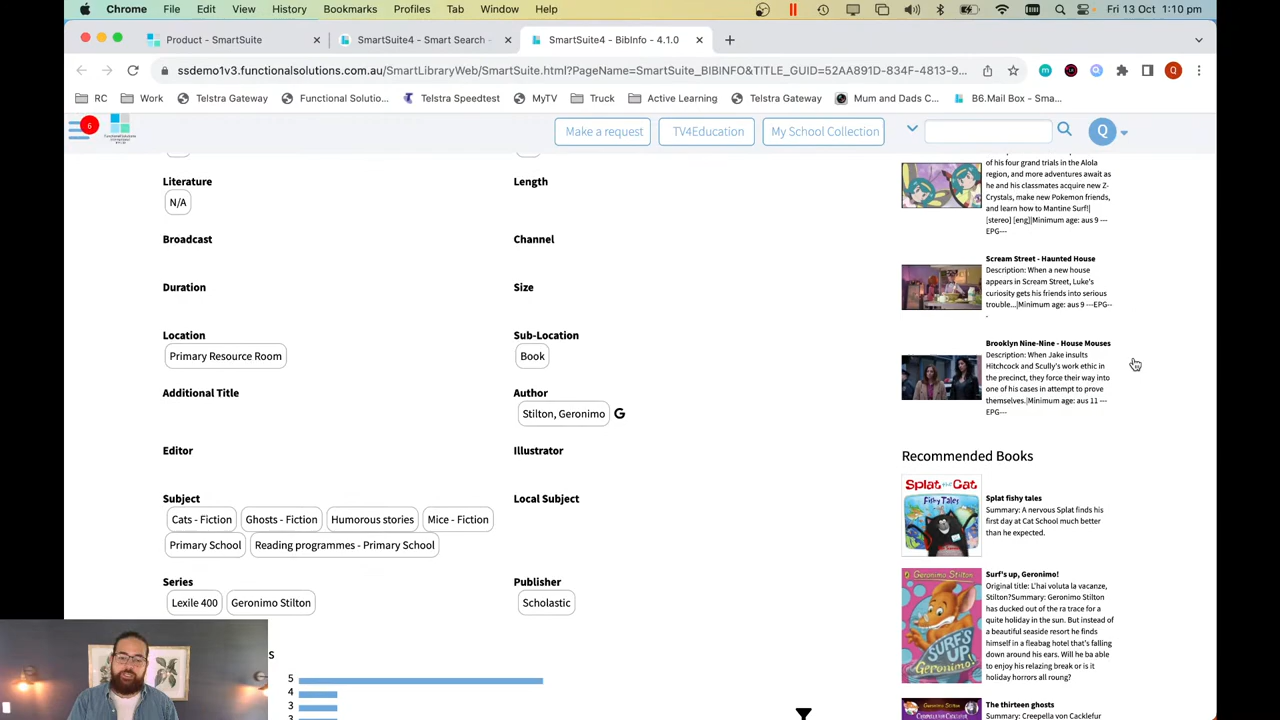 Chrome File Edit View History Bookmarks Profiles Tab Window Help Fri 13 Oct 1:10 pm
Product - SmartSuite SmartSuite4 - Smart Search - SmartSuite4 - BibInfo - 4.1.0
ssdemo1v3.functionalsolutions.com.au/SmartLibraryWeb/SmartSuite.html?PageName=SmartSuite_BIBINFO&TITLE_GUID=52AA891D-834F-4813-9... Q
RC Work Telstra Gateway Functional Solutio... Telstra Speedtest MyTV Truck Active Learning Telstra Gateway Mum and Dads C... B6.Mail Box - Sma...
6 Make a request TV4Education My School Collection Q
Literature Length
N/A
Broadcast Channel
Duration Size
Location Sub-Location
Primary Resource Room Book
Additional Title Author
Stilton, Geronimo G
Editor Illustrator
Subject Local Subject
Cats - Fiction Ghosts - Fiction Humorous stories Mice - Fiction
Primary School Reading programmes - Primary School
Series Publisher
Lexile 400 Geronimo Stilton Scholastic
s
5
4
3
of his four grand trials in the Alola
region, and more adventures await as
he and his classmates acquire new Z-
Crystals, make new Pokemon friends,
and learn how to Mantine Surf!|
[stereo] [eng]|Minimum age: aus 9 ---
EPG---
Scream Street - Haunted House
Description: When a new house
appears in Scream Street, Luke's
curiosity gets his friends into serious
trouble...|Minimum age: aus 9 ---EPG--
-
Brooklyn Nine-Nine - House Mouses
Description: When Jake insults
Hitchcock and Scully's work ethic in
the precinct, they force their way into
one of his cases in attempt to prove
themselves.|Minimum age: aus 11 ---
EPG---
Recommended Books
Splat the Cat
Fishy Tales
Splat fishy tales
Summary: A nervous Splat finds his
first day at Cat School much better
than he expected.
Geronimo Stilton
SURF'S
UP,
Geronimo!
Surf's up, Geronimo!
Original title: L'hai voluta la vacanze,
Stilton?Summary: Geronimo Stilton
has ducked out of the ra trace for a
quite holiday in the sun. But instead of
a beautiful seaside resort he finds
himself in a fleabag hotel that's falling
down around his ears. Will he ba able
to enjoy his relazing break or is it
holiday horrors all roung?
The thirteen ghosts
Summary: Creepella von Cacklefur